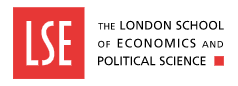 LSE
THE LONDON SCHOOL
OF ECONOMICS AND
POLITICAL SCIENCE